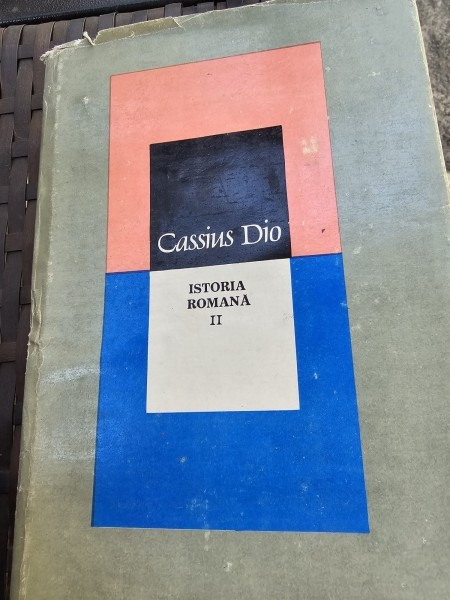 Cassius Dio
ISTORIA
ROMANĂ
II